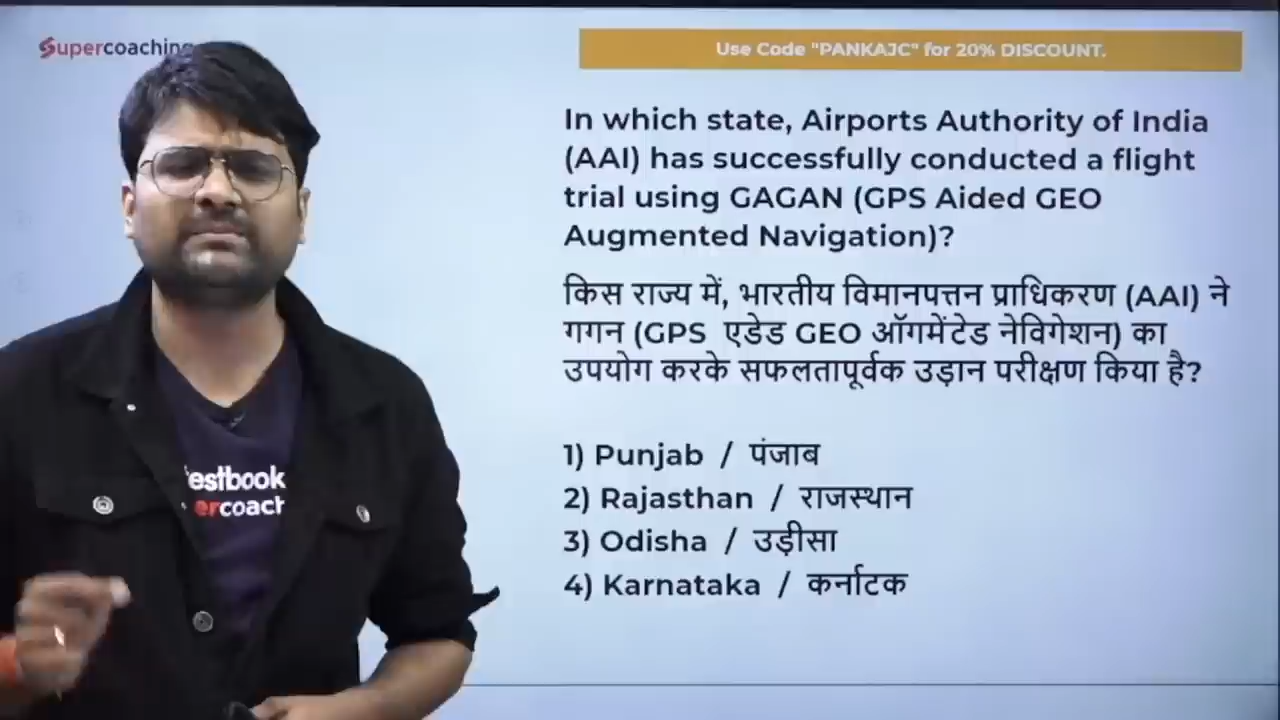 Supercoaching
Use Code "PANKAJC" for 20% DISCOUNT.
In which state, Airports Authority of India
(AAI) has successfully conducted a flight
trial using GAGAN (GPS Aided GEO
Augmented Navigation)?
किस राज्य में, भारतीय विमानपत्तन प्राधिकरण (AAI) ने
गगन (GPS एडेड GEO ऑगमेंटेड नेविगेशन) का
उपयोग करके सफलतापूर्वक उड़ान परीक्षण किया है?
1) Punjab / पंजाब
2) Rajasthan / राजस्थान
3) Odisha / उड़ीसा
4) Karnataka / कर्नाटक
estbook
ercoach